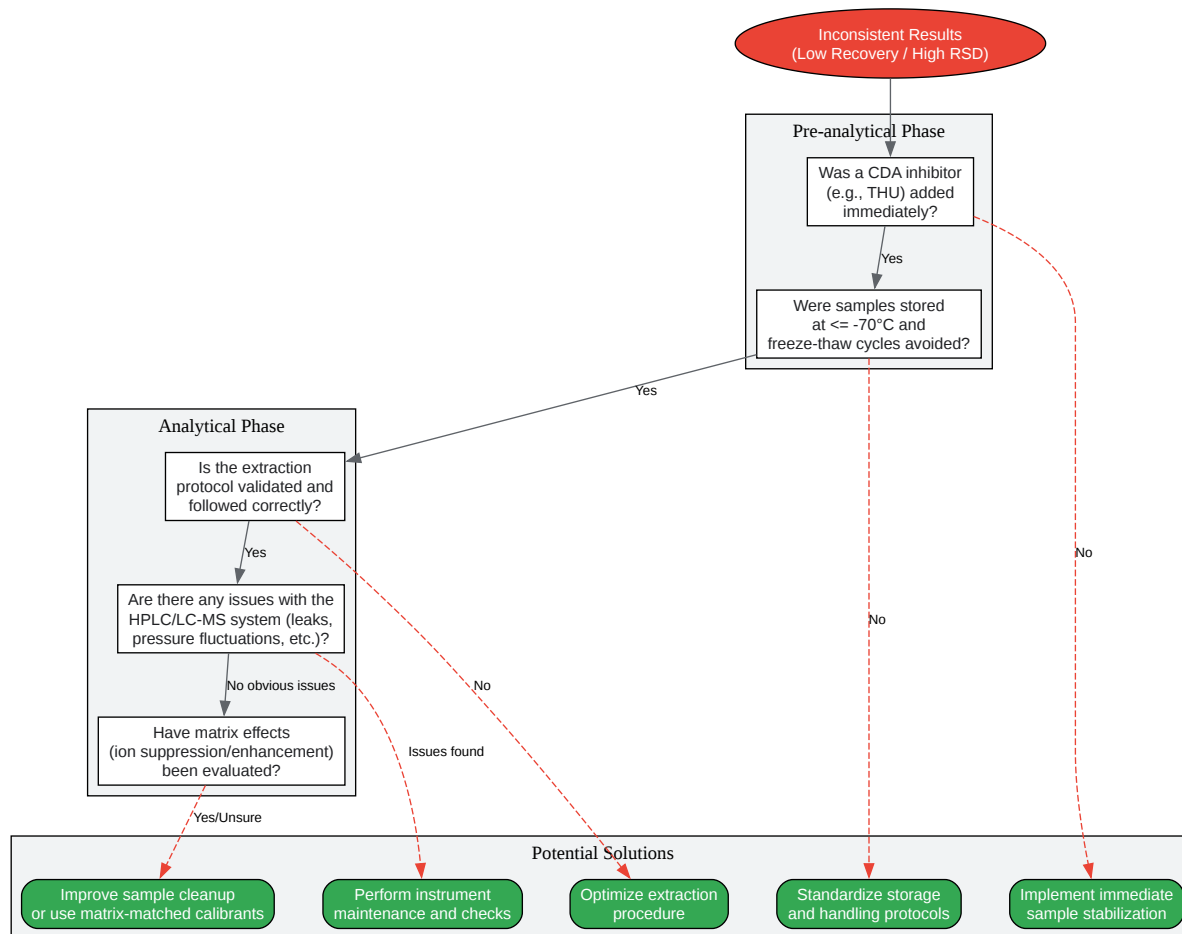 Inconsistent Results
(Low Recovery / High RSD)
Pre-analytical Phase
Was a CDA inhibitor
(e.g., THU) added
immediately?
Yes
Were samples stored
at <= -70°C and
freeze-thaw cycles avoided?
Yes
Analytical Phase
Is the extraction
protocol validated and
followed correctly?
Yes
No
Are there any issues with the
HPLC/LC-MS system (leaks,
pressure fluctuations, etc.)?
No
No obvious issues
No
Have matrix effects
(ion suppression/enhancement)
been evaluated?
Issues found
Yes/Unsure
Potential Solutions
Improve sample cleanup
or use matrix-matched calibrants
Perform instrument
maintenance and checks
Optimize extraction
procedure
Standardize storage
and handling protocols
Implement immediate
sample stabilization